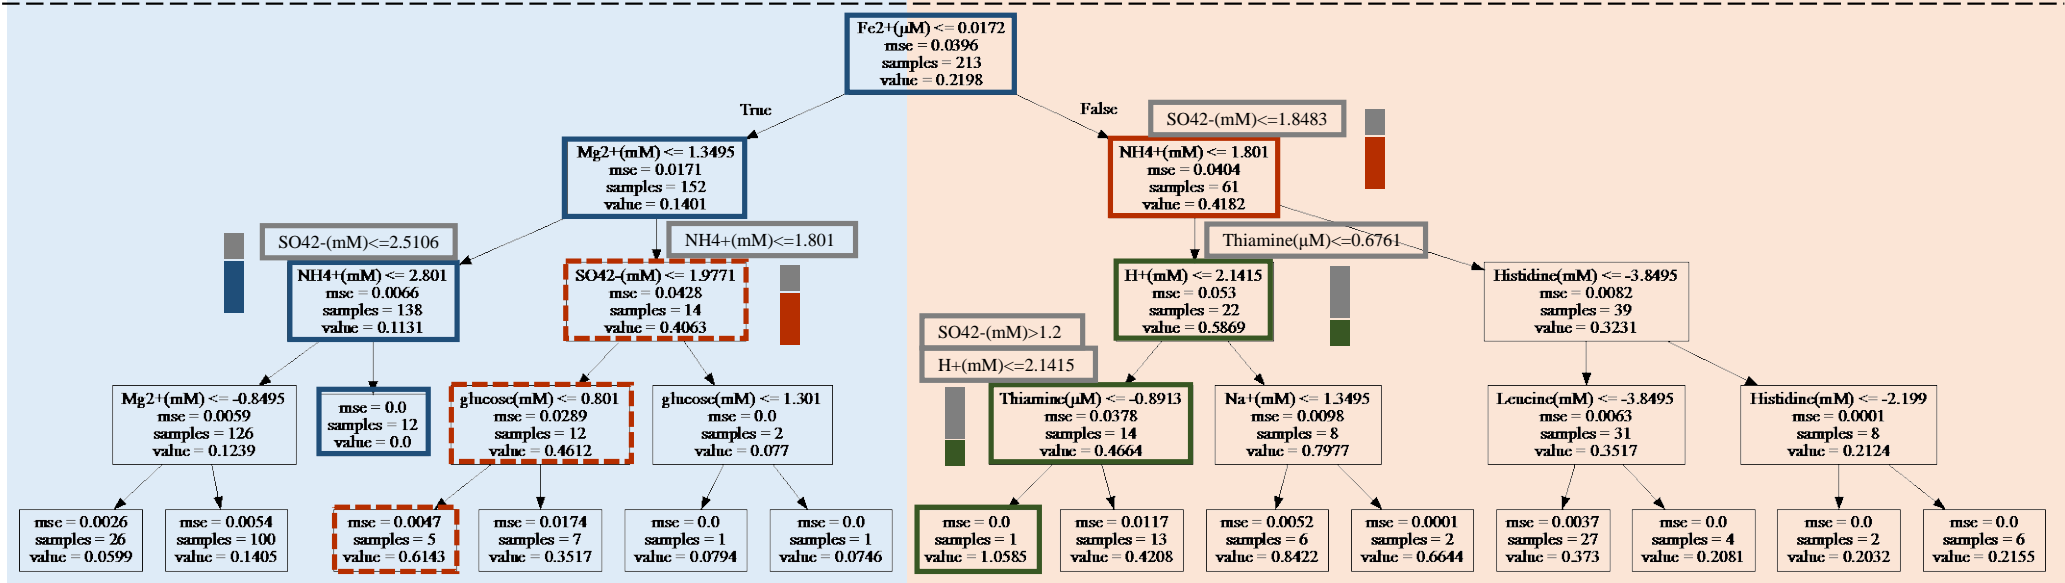 Fe2+(μM) <= 0.0172
mse = 0.0396
samples = 213
value = 0.2198
True
False
SO42-(mM)<=1.8483
Mg2+(mM) <= 1.3495
mse = 0.0171
samples = 152
value = 0.1401
NH4+(mM) <= 1.801
mse = 0.0404
samples = 61
value = 0.4182
SO42-(mM)<=2.5106
NH4+(mM)<=1.801
Thiamine(μM)<=0.6761
NH4+(mM) <= 2.801
mse = 0.0066
samples = 138
value = 0.1131
SO42-(mM) <= 1.9771
mse = 0.0428
samples = 14
value = 0.4063
H+(mM) <= 2.1415
mse = 0.053
samples = 22
value = 0.5869
Histidine(mM) <= -3.8495
mse = 0.0082
samples = 39
value = 0.3231
SO42-(mM)>1.2
H+(mM)<=2.1415
Mg2+(mM) <= -0.8495
mse = 0.0059
samples = 126
value = 0.1239
mse = 0.0
samples = 12
value = 0.0
glucose(mM) <= 0.801
mse = 0.0289
samples = 12
value = 0.4612
glucose(mM) <= 1.301
mse = 0.0
samples = 2
value = 0.077
Thiamine(μM) <= -0.8913
mse = 0.0378
samples = 14
value = 0.4664
Na+(mM) <= 1.3495
mse = 0.0098
samples = 8
value = 0.7977
Leucine(mM) <= -3.8495
mse = 0.0063
samples = 31
value = 0.3517
Histidine(mM) <= -2.199
mse = 0.0001
samples = 8
value = 0.2124
mse = 0.0026
samples = 26
value = 0.0599
mse = 0.0054
samples = 100
value = 0.1405
mse = 0.0047
samples = 5
value = 0.6143
mse = 0.0174
samples = 7
value = 0.3517
mse = 0.0
samples = 1
value = 0.0794
mse = 0.0
samples = 1
value = 0.0746
mse = 0.0
samples = 1
value = 1.0585
mse = 0.0117
samples = 13
value = 0.4208
mse = 0.0052
samples = 6
value = 0.8422
mse = 0.0001
samples = 2
value = 0.6644
mse = 0.0037
samples = 27
value = 0.373
mse = 0.0
samples = 4
value = 0.2081
mse = 0.0
samples = 2
value = 0.2032
mse = 0.0
samples = 6
value = 0.2155